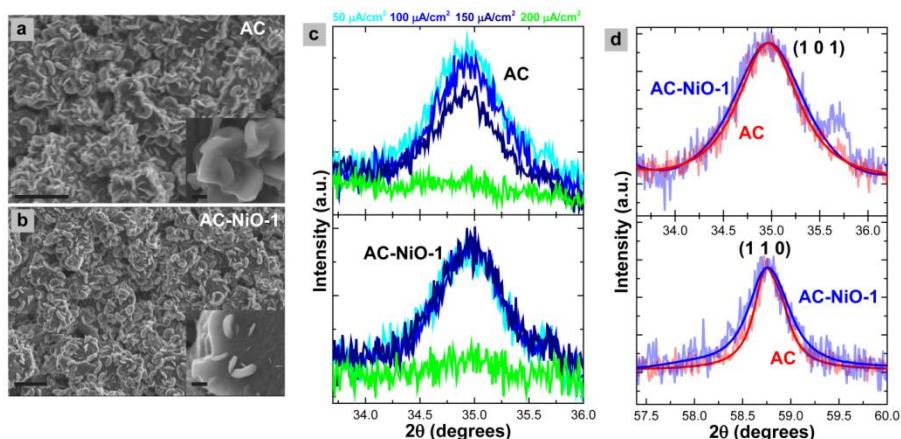 a
AC
b
AC-NiO-1
50 µA/cm² 100 µA/cm² 150 µA/cm² 200 µA/cm²
c
AC
AC-NiO-1
Intensity (a.u.)
34.0 34.5 35.0 35.5 36.0
2θ (degrees)
d
(1 0 1)
AC-NiO-1
AC
34.0 34.5 35.0 35.5 36.0
(1 1 0)
AC-NiO-1
AC
Intensity (a.u.)
57.5 58.0 58.5 59.0 59.5 60.0
2θ (degrees)